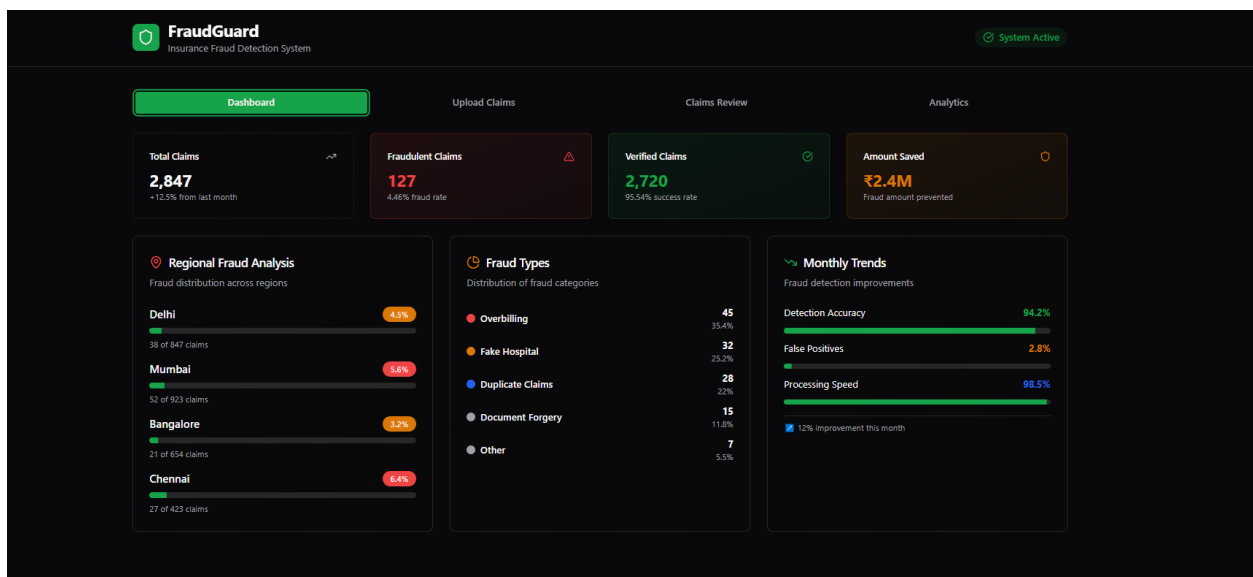 FraudGuard
Insurance Fraud Detection System
System Active
Dashboard
Upload Claims
Claims Review
Analytics
Total Claims
2,847
+12.5% from last month
Fraudulent Claims
127
4.46% fraud rate
Verified Claims
2,720
95.54% success rate
Amount Saved
₹2.4M
Fraud amount prevented
Regional Fraud Analysis
Fraud distribution across regions
Delhi 4.5%
38 of 847 claims
Mumbai 5.6%
52 of 923 claims
Bangalore 3.2%
21 of 654 claims
Chennai 6.4%
27 of 423 claims
Fraud Types
Distribution of fraud categories
Overbilling 45
35.4%
Fake Hospital 32
25.2%
Duplicate Claims 28
22%
Document Forgery 15
11.8%
Other 7
5.5%
Monthly Trends
Fraud detection improvements
Detection Accuracy 94.2%
False Positives 2.8%
Processing Speed 98.5%
12% improvement this month